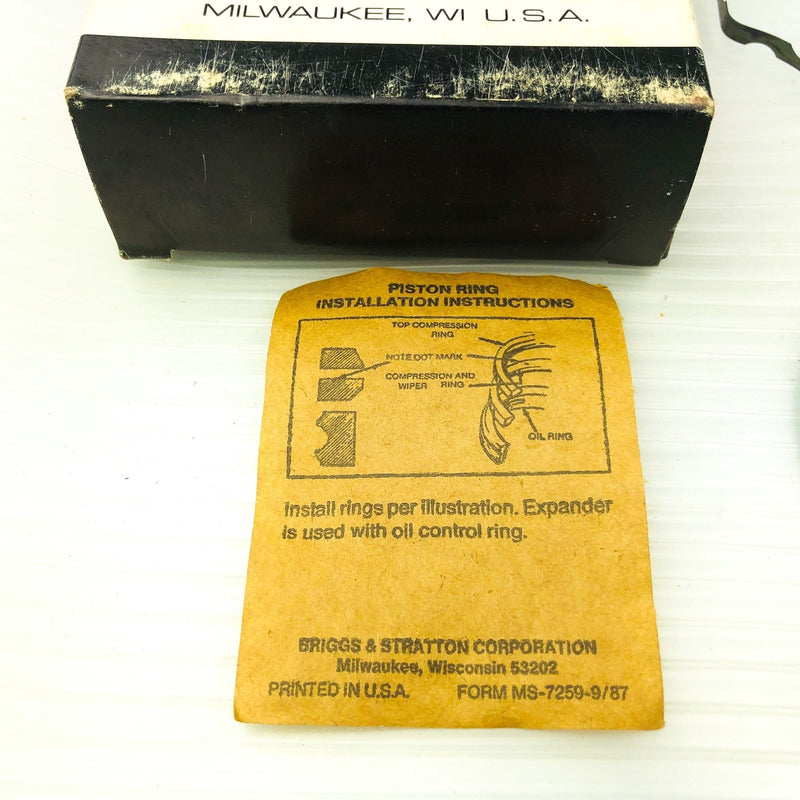 MILWAUKEE, WI U.S.A.
PISTON RING
INSTALLATION INSTRUCTIONS
TOP COMPRESSION
RING
NOTE DOT MARK
COMPRESSION AND
WIPER RING
OIL RING
Install rings per illustration. Expander
is used with oil control ring.
BRIGGS & STRATTON CORPORATION
Milwaukee, Wisconsin 53202
PRINTED IN U.S.A. FORM MS-7259-9/87